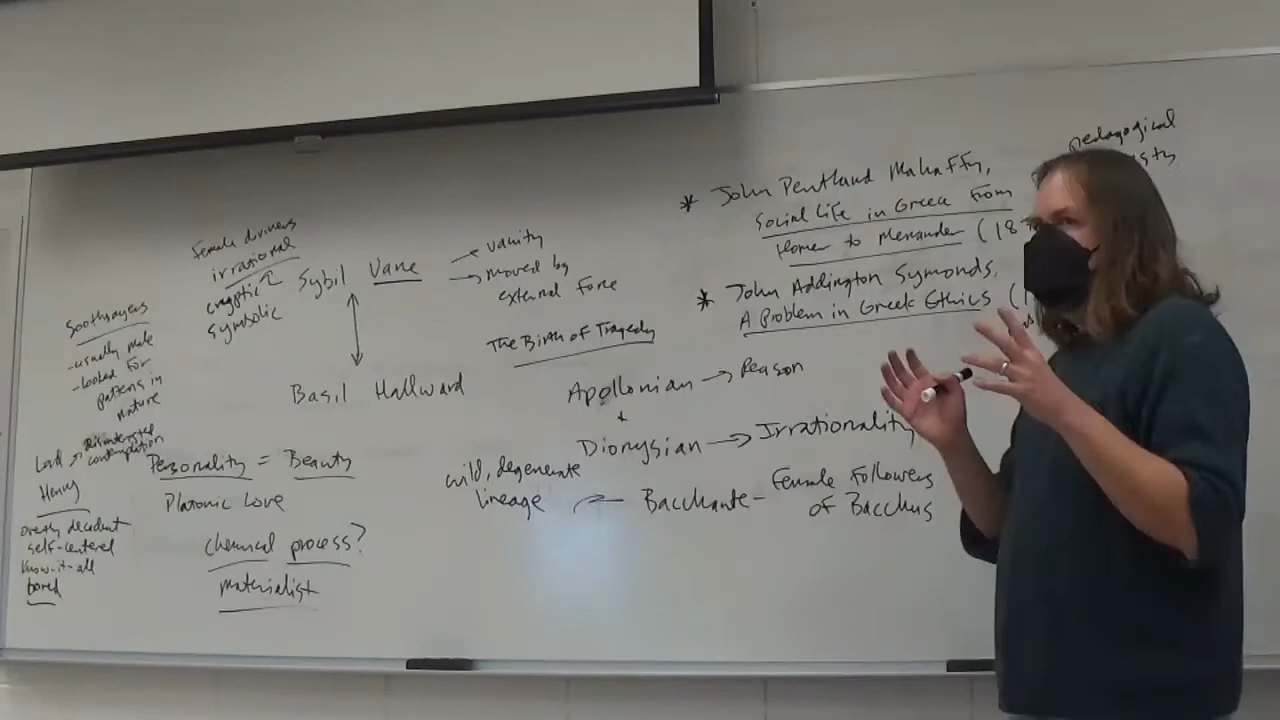 Female diviners
irrational
cryptic
symbolic
Sybil Vane
vanity
moved by
external force
Soothsayers
- usually male
- looked for
patterns in
nature
Basil Hallward
The Birth of Tragedy
* John Pentland Mahaffy,
Social Life in Greece From
Homer to Menander (18
* John Addington Symonds,
A Problem in Greek Ethics (1
pedagogical
Apollonian → Reason
+
Dionysian → Irrationality
Bacchante - Female Followers
of Bacchus
wild, degenerate
lineage
Lord
Henry
disinterested
contemplation
overly decadent
self-centered
know-it-all
bored
Personality = Beauty
Platonic Love
chemical process?
materialist